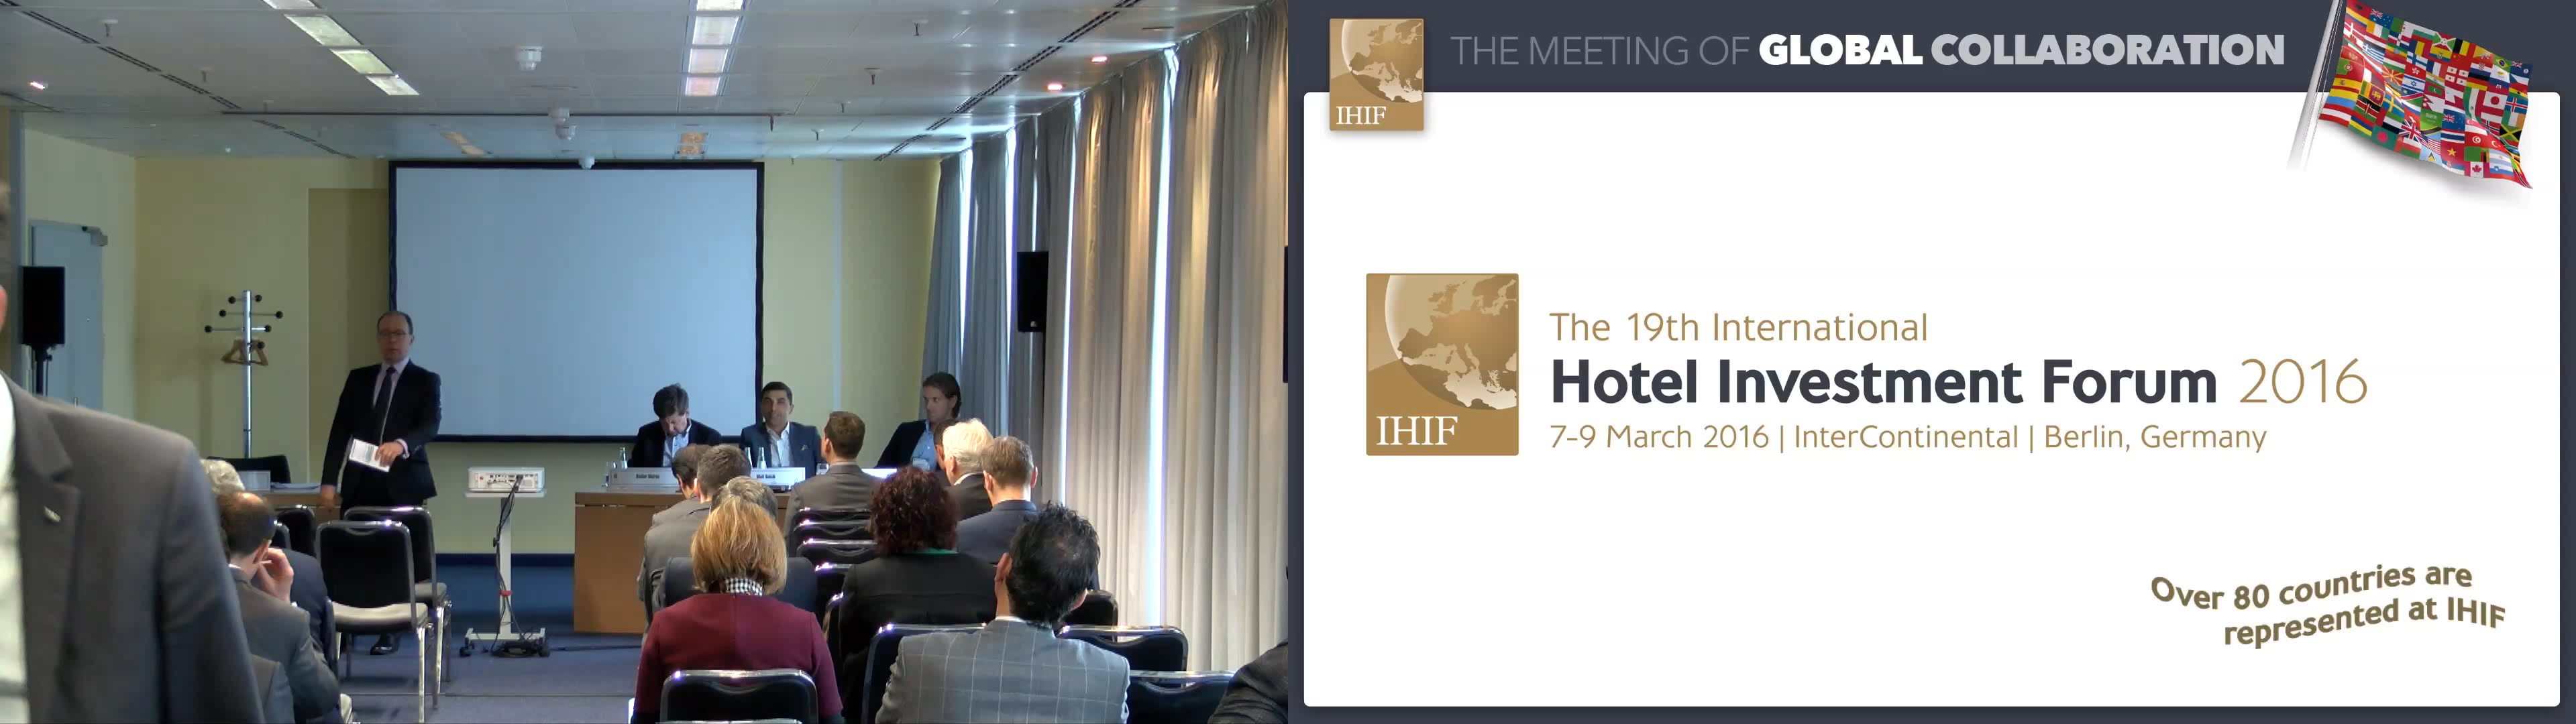 THE MEETING OF GLOBAL COLLABORATION
IHIF
The 19th International
Hotel Investment Forum 2016
IHIF
7-9 March 2016 | InterContinental | Berlin, Germany
Over 80 countries are
represented at IHIF